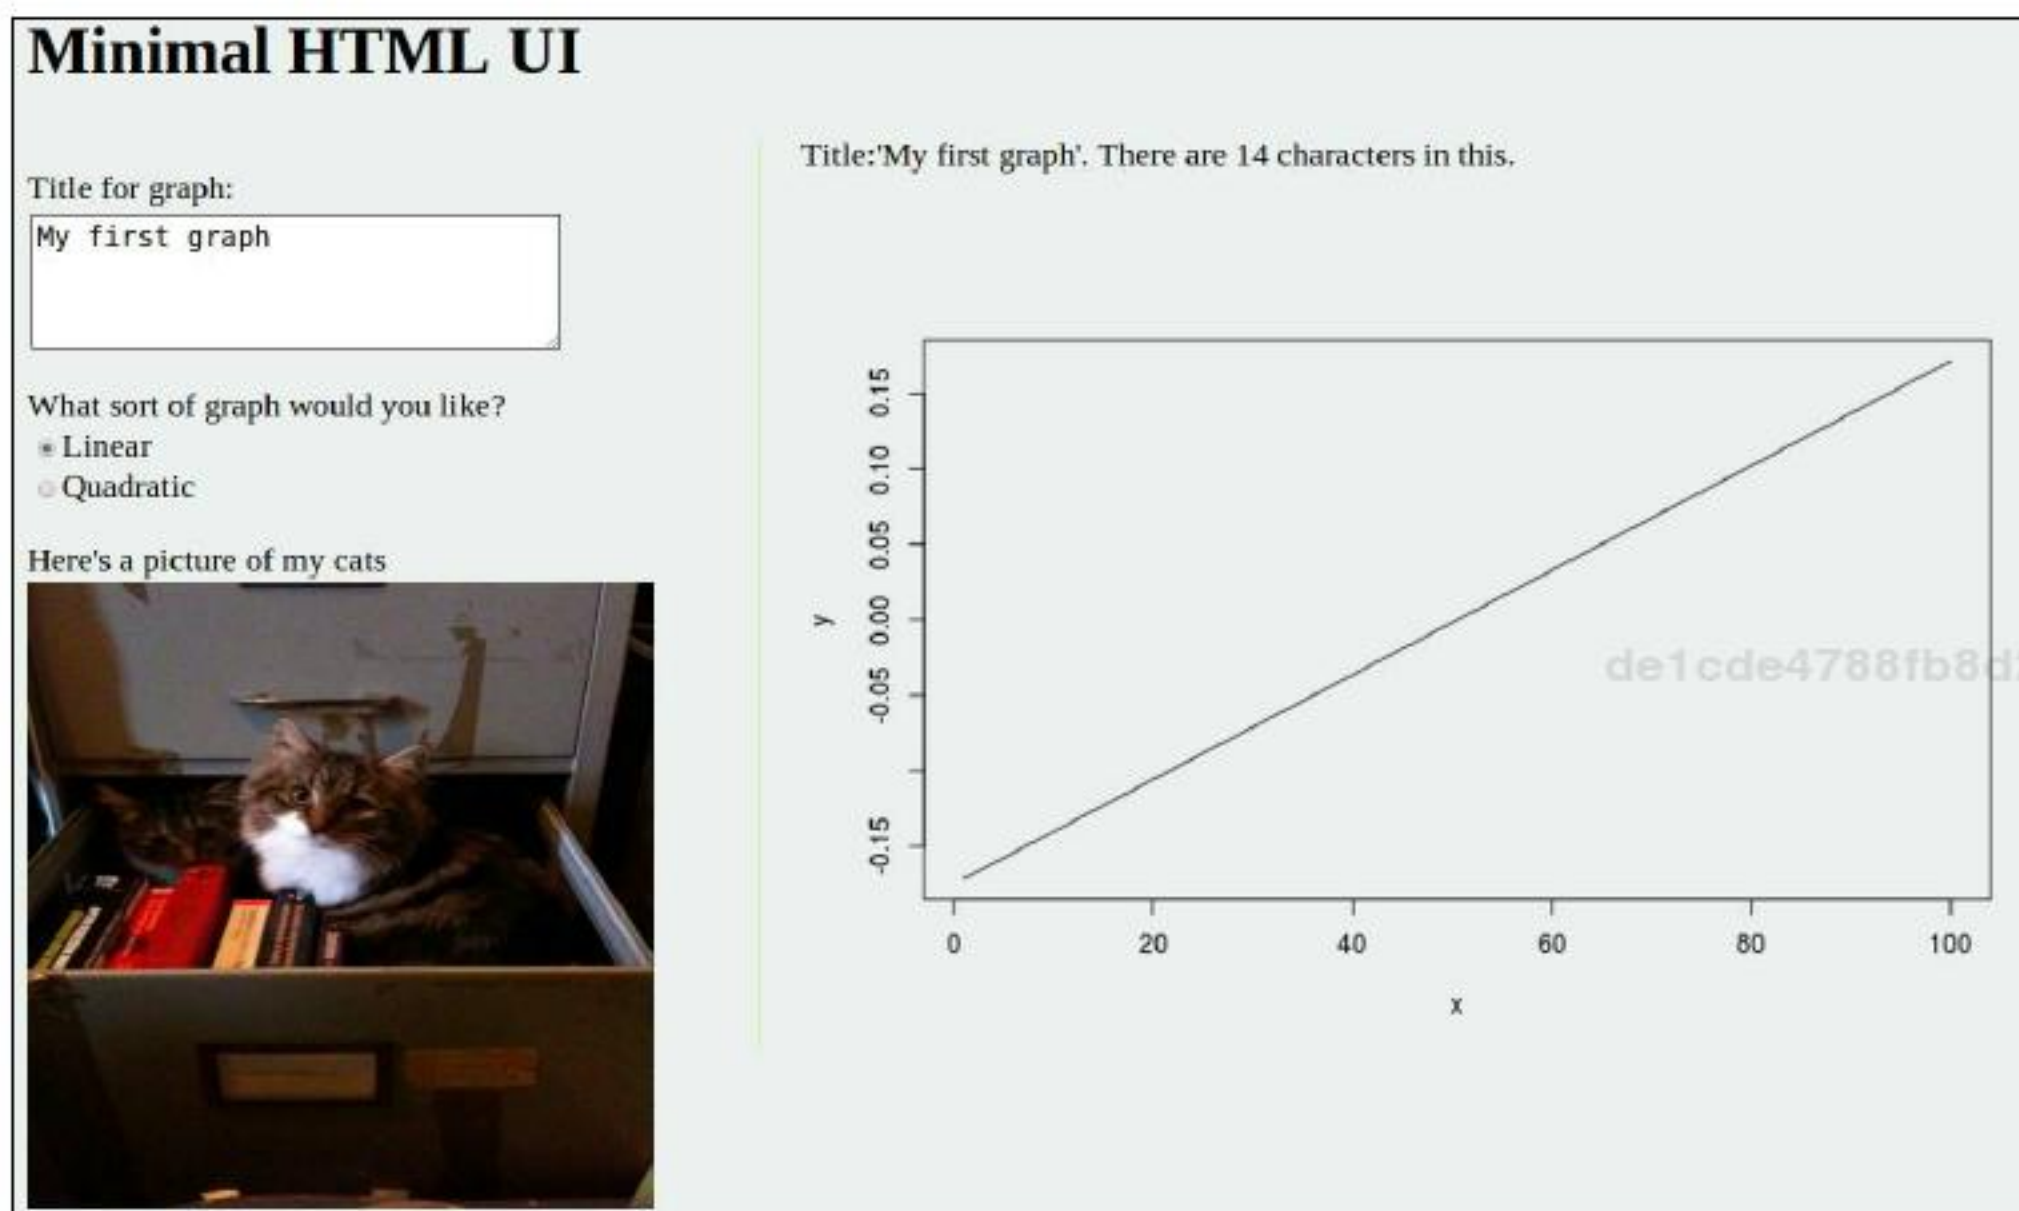 Minimal HTML UI
Title for graph:
My first graph
What sort of graph would you like?
Linear
Quadratic
Here's a picture of my cats
Title:'My first graph'. There are 14 characters in this.
0.15
0.10
0.05
0.00
-0.05
-0.15
y
0 20 40 60 80 100
x
de1cde4788fb8d